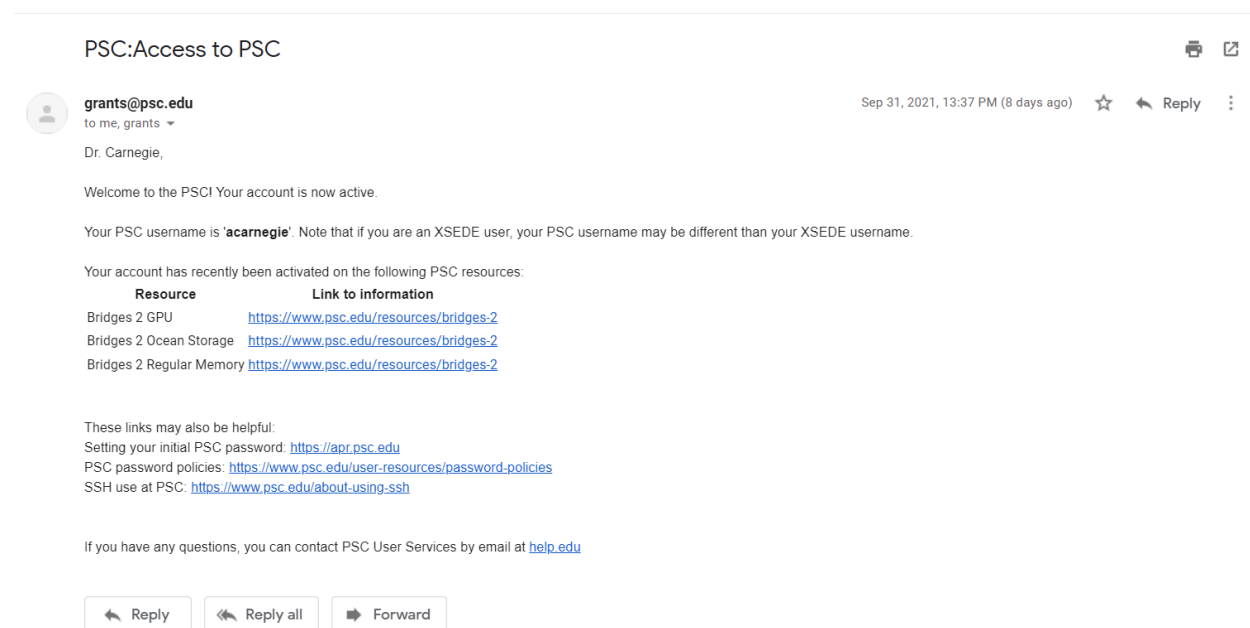 PSC:Access to PSC
grants@psc.edu
Sep 31, 2021, 13:37 PM (8 days ago)
Reply
to me, grants
Dr. Carnegie,
Welcome to the PSC! Your account is now active.
Your PSC username is 'acarnegie'. Note that if you are an XSEDE user, your PSC username may be different than your XSEDE username.
Your account has recently been activated on the following PSC resources:
Resource Link to information
Bridges 2 GPU https://www.psc.edu/resources/bridges-2
Bridges 2 Ocean Storage https://www.psc.edu/resources/bridges-2
Bridges 2 Regular Memory https://www.psc.edu/resources/bridges-2
These links may also be helpful:
Setting your initial PSC password: https://apr.psc.edu
PSC password policies: https://www.psc.edu/user-resources/password-policies
SSH use at PSC: https://www.psc.edu/about-using-ssh
If you have any questions, you can contact PSC User Services by email at help.edu
Reply Reply all Forward